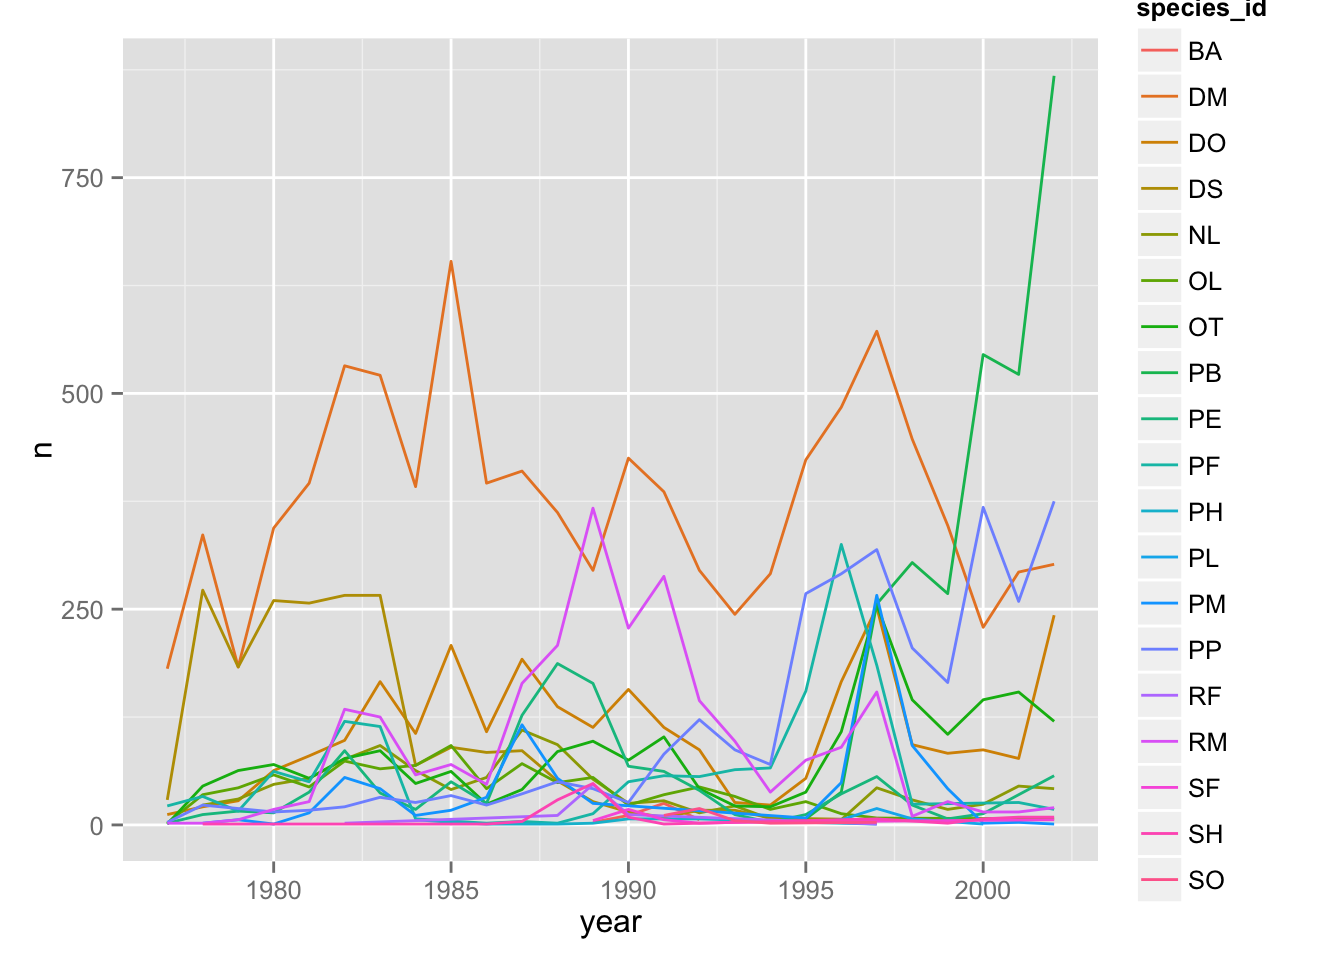 species_id
BA
DM
DO
DS
NL
OL
OT
PB
PE
PF
PH
PL
PM
PP
RF
RM
SF
SH
SO
n
750
500
250
0
1980 1985 1990 1995 2000
year